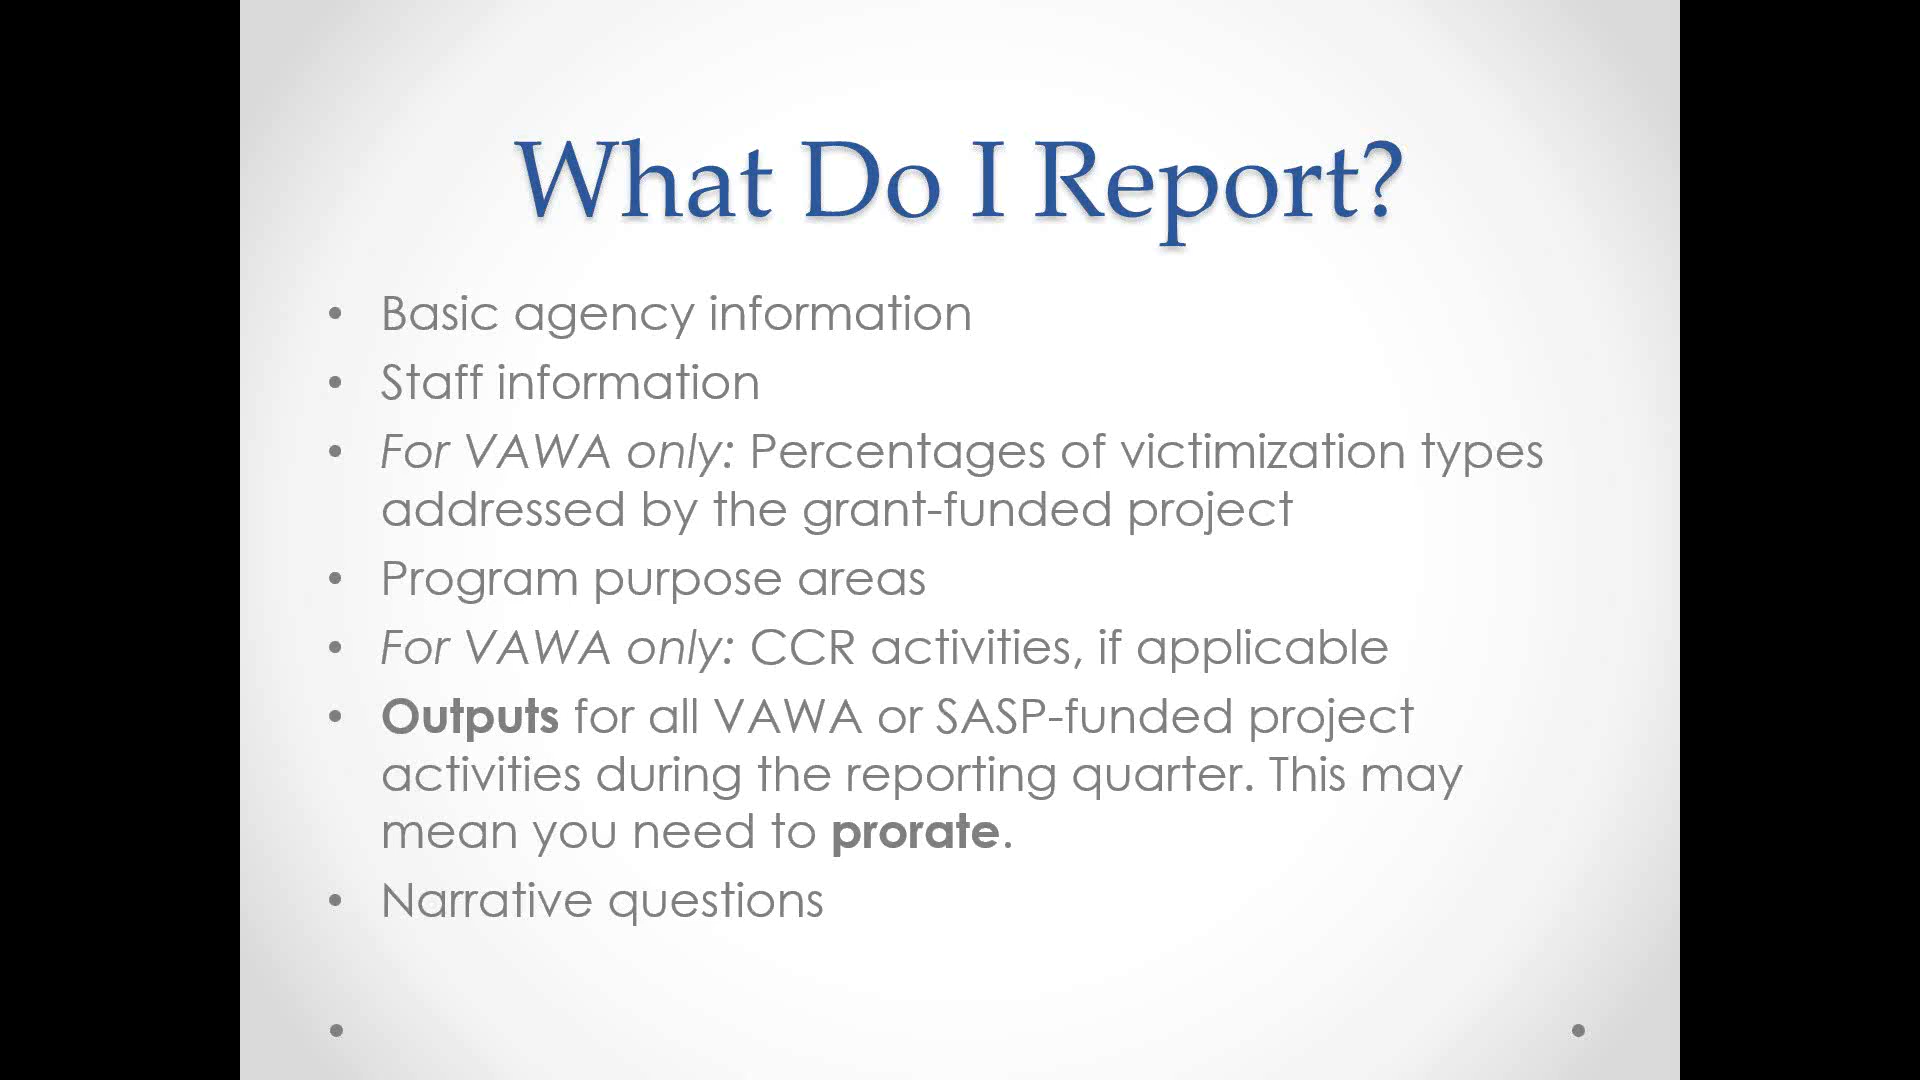 What Do I Report?
• Basic agency information
• Staff information
• For VAWA only: Percentages of victimization types
addressed by the grant-funded project
• Program purpose areas
• For VAWA only: CCR activities, if applicable
• Outputs for all VAWA or SASP-funded project
activities during the reporting quarter. This may
mean you need to prorate.
• Narrative questions